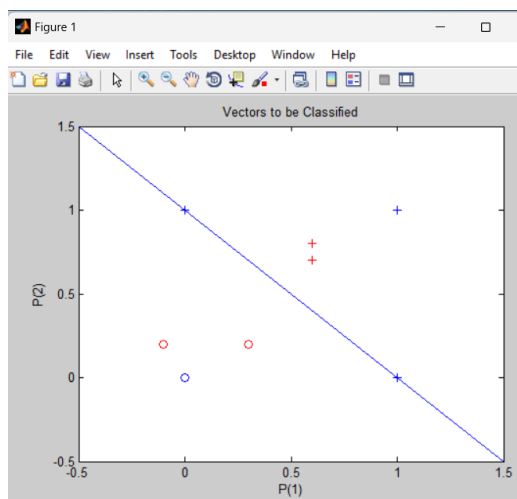 Figure 1
File Edit View Insert Tools Desktop Window Help
Vectors to be Classified
1.5
1
0.5
0
-0.5
P(2)
-0.5 0 0.5 1 1.5
P(1)